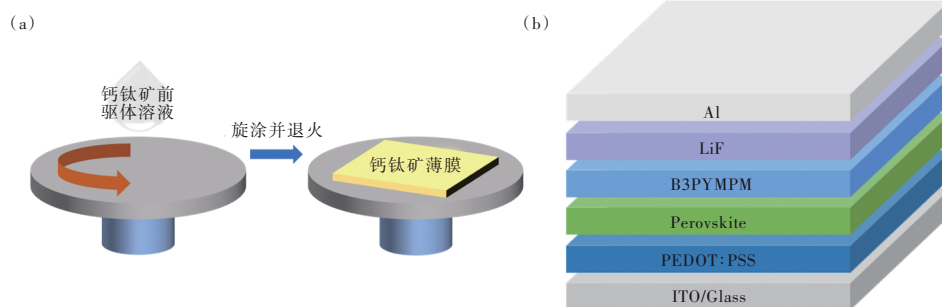 (a)
钙钛矿前
驱体溶液
旋涂并退火
钙钛矿薄膜
(b)
Al
LiF
B3PYMPM
Perovskite
PEDOT:PSS
ITO/Glass